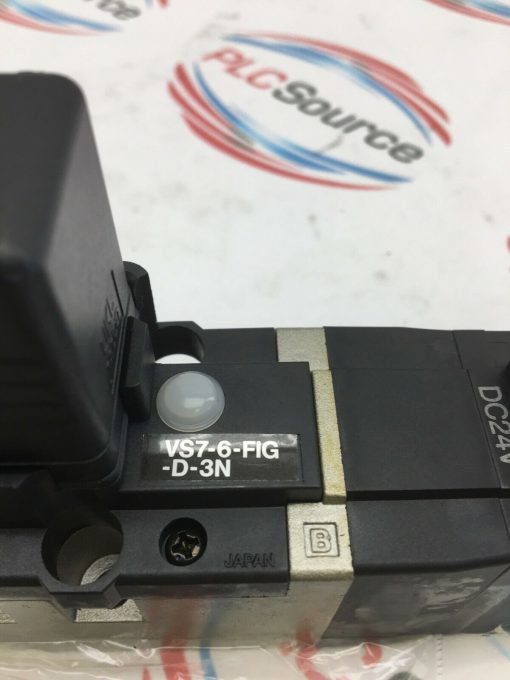 PLCSource
VS7-6-FIG
-D-3N
DC24V
B
JAPAN